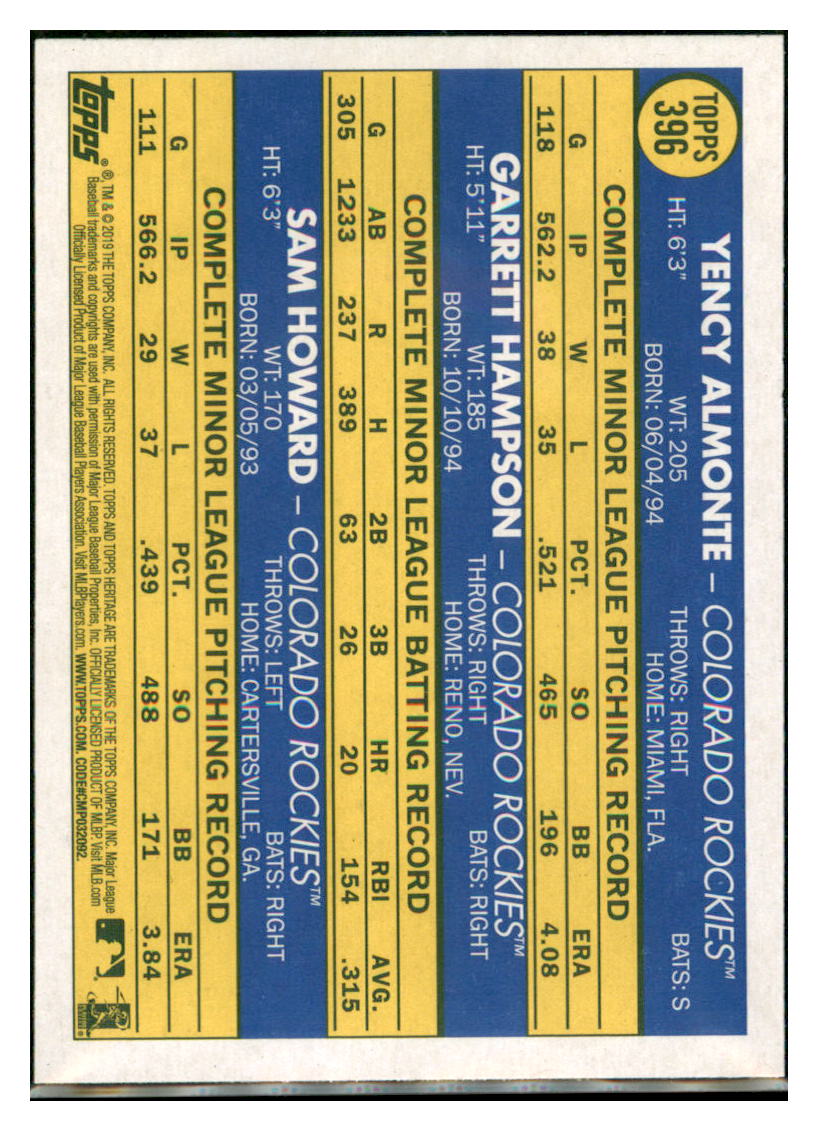 TOPPS
396
YENCY ALMONTE – COLORADO ROCKIES™
HT: 6'3" WT: 205 THROWS: RIGHT BATS: S
BORN: 06/04/94 HOME: MIAMI, FLA.
COMPLETE MINOR LEAGUE PITCHING RECORD
G IP W L PCT. SO BB ERA
118 562.2 38 35 .521 465 196 4.08
GARRETT HAMPSON – COLORADO ROCKIES™
HT: 5'11" WT: 185 THROWS: RIGHT BATS: RIGHT
BORN: 10/10/94 HOME: RENO, NEV.
COMPLETE MINOR LEAGUE BATTING RECORD
G AB R H 2B 3B HR RBI AVG.
305 1233 237 389 63 26 20 154 .315
SAM HOWARD – COLORADO ROCKIES™
HT: 6'3" WT: 170 THROWS: LEFT BATS: RIGHT
BORN: 03/05/93 HOME: CARTERSVILLE, GA.
COMPLETE MINOR LEAGUE PITCHING RECORD
G IP W L PCT. SO BB ERA
111 566.2 29 37 .439 488 171 3.84
topps®
®, TM & © 2019 THE TOPPS COMPANY, INC. ALL RIGHTS RESERVED. TOPPS AND TOPPS HERITAGE ARE TRADEMARKS OF THE TOPPS COMPANY, INC. Major League
Baseball trademarks and copyrights are used with permission of Major League Baseball Properties, Inc. OFFICIALLY LICENSED PRODUCT OF MLBP. Visit MLB.com
Officially Licensed Product of Major League Baseball Players Association. Visit MLBPlayers.com. WWW.TOPPS.COM. CODE#CMP032092.